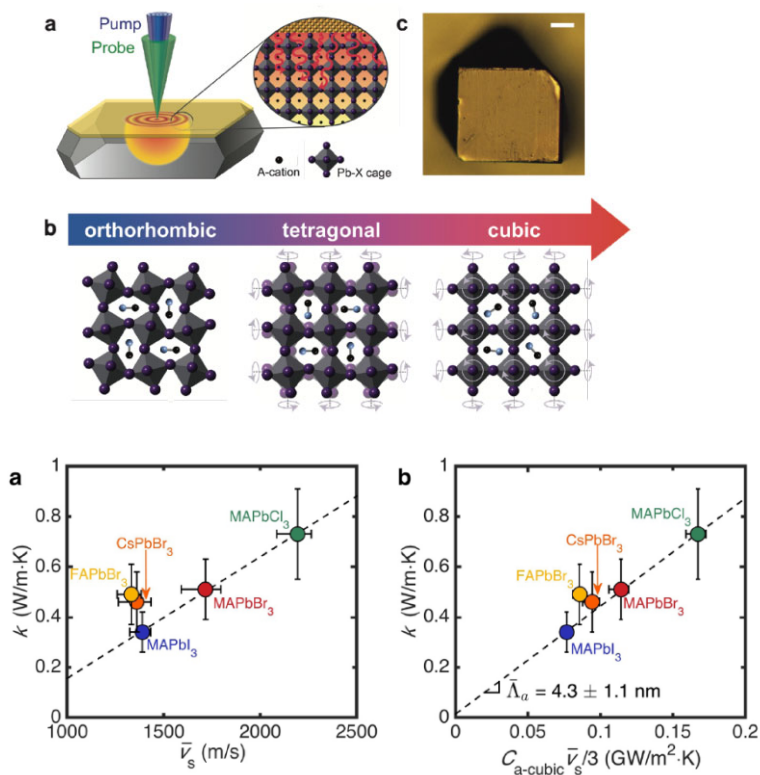 a
Pump
Probe
A-cation
Pb-X cage
c
b
orthorhombic
tetragonal
cubic
a
k (W/m·K)
1
0.8
0.6
0.4
0.2
0
MAPbCl₃
CsPbBr₃
FAPbBr₃
MAPbBr₃
MAPbI₃
1000
1500
2000
2500
v̄ₛ (m/s)
b
k (W/m·K)
1
0.8
0.6
0.4
0.2
0
MAPbCl₃
CsPbBr₃
FAPbBr₃
MAPbBr₃
MAPbI₃
Λ̄ₐ = 4.3 ± 1.1 nm
0
0.05
0.1
0.15
0.2
C a-cubic v̄ₛ/3 (GW/m²·K)